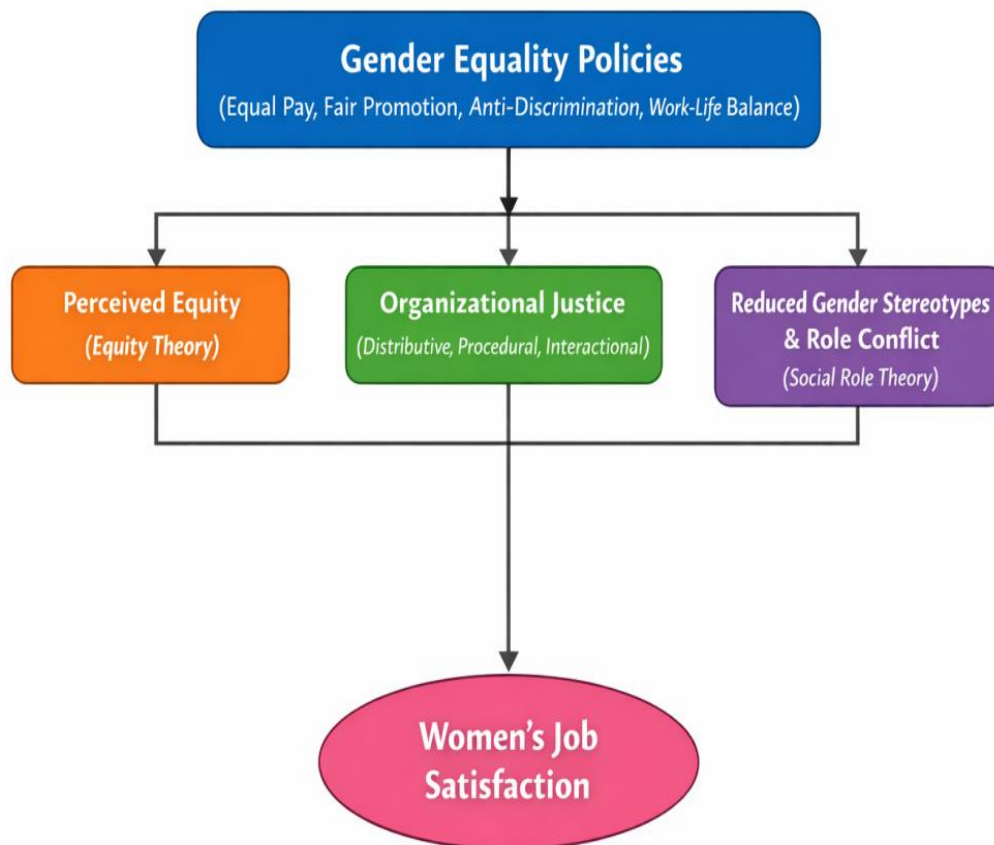 Gender Equality Policies
(Equal Pay, Fair Promotion, Anti-Discrimination, Work-Life Balance)
Perceived Equity
(Equity Theory)
Organizational Justice
(Distributive, Procedural, Interactional)
Reduced Gender Stereotypes
& Role Conflict
(Social Role Theory)
Women's Job
Satisfaction